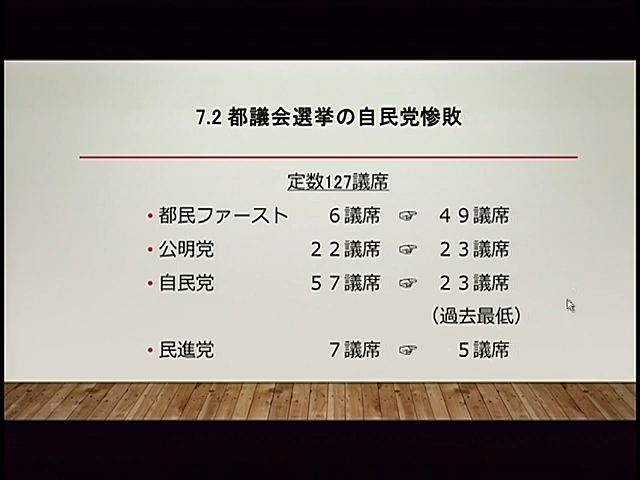 7.2 都議会選挙の自民党惨敗
定数127議席
・都民ファースト　６議席 ☞ ４９議席
・公明党　２２議席 ☞ ２３議席
・自民党　５７議席 ☞ ２３議席
（過去最低）
・民進党　７議席 ☞ ５議席